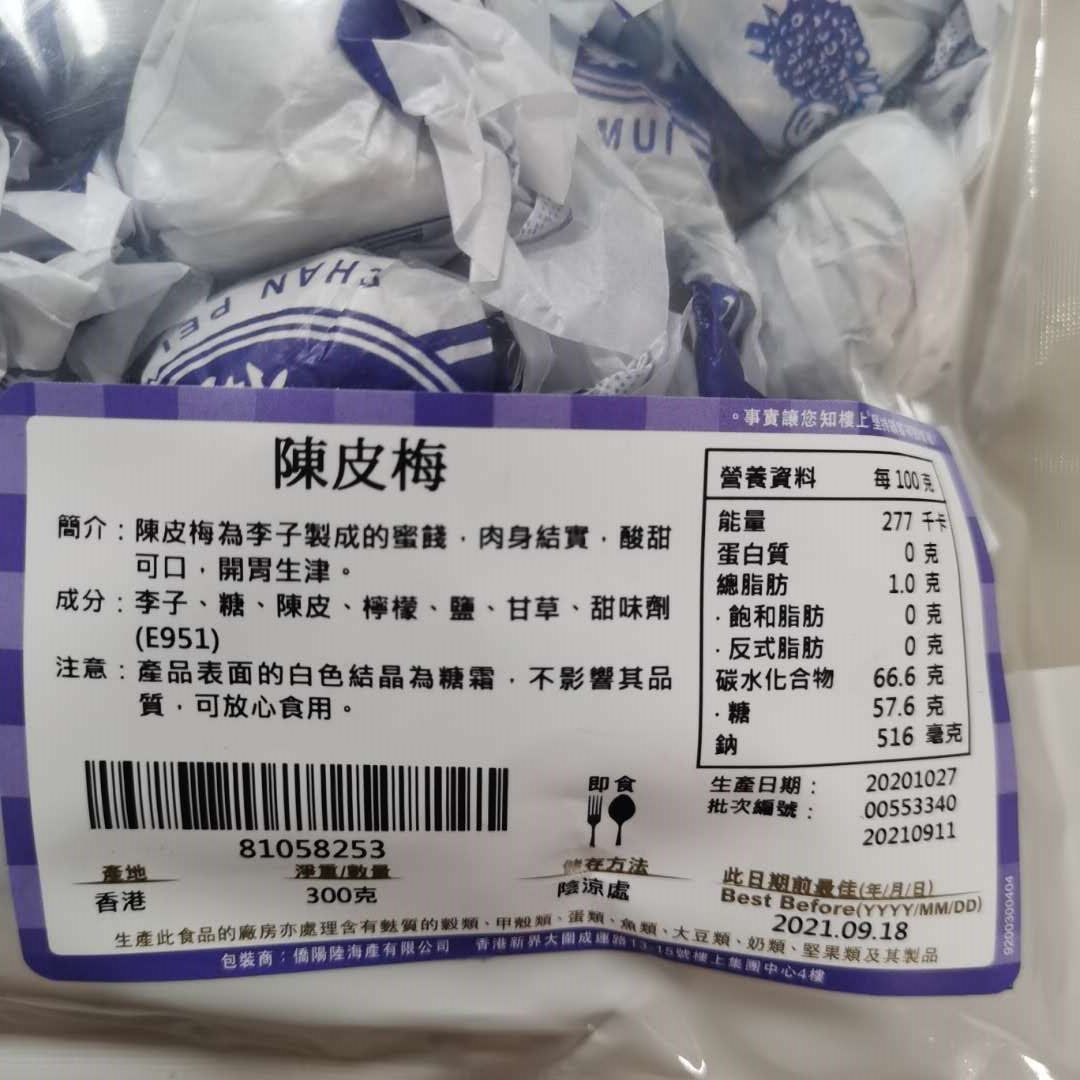 MUI
CHAN PEI
。事實讓您知樓上
陳皮梅
簡介：陳皮梅為李子製成的蜜餞，肉身結實，酸甜
可口，開胃生津。
成分：李子、糖、陳皮、檸檬、鹽、甘草、甜味劑
(E951)
注意：產品表面的白色結晶為糖霜，不影響其品
質，可放心食用。
營養資料 每100克
能量 277 千卡
蛋白質 0 克
總脂肪 1.0 克
·飽和脂肪 0 克
·反式脂肪 0 克
碳水化合物 66.6 克
·糖 57.6 克
鈉 516 毫克
81058253
即食
生產日期： 20201027
批次編號： 00553340
20210911
產地
香港
淨重/數量
300克
儲存方法
陰涼處
此日期前最佳(年/月/日)
Best Before(YYYY/MM/DD)
2021.09.18
生產此食品的廠房亦處理含有麩質的穀類、甲殼類、蛋類、魚類、大豆類、奶類、堅果類及其製品
包裝商：僑陽陸海產有限公司 香港新界大圍成運路13-15號樓上集團中心4樓
9200300404